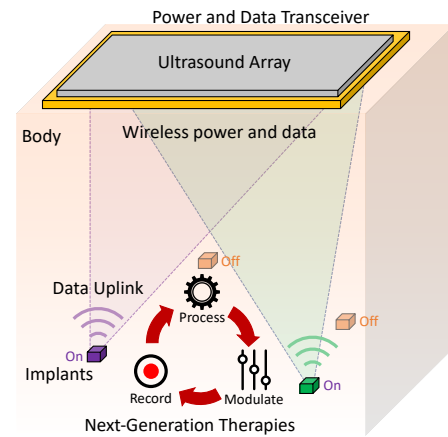 Power and Data Transceiver
Ultrasound Array
Body
Wireless power and data
Off
Data Uplink
Process
Off
On
Implants
Record
Modulate
On
Next-Generation Therapies